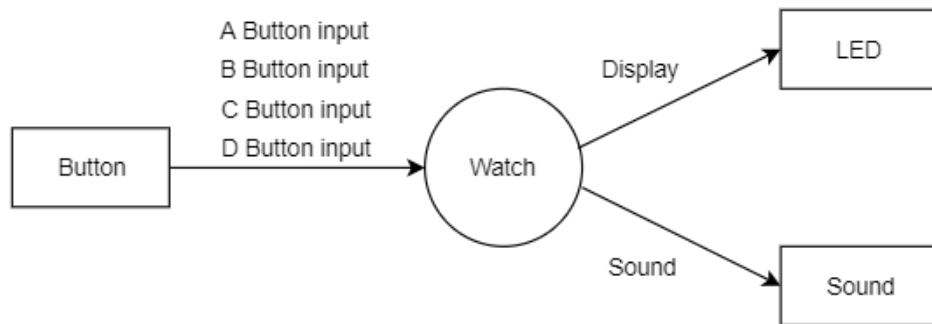 A Button input
B Button input
C Button input
D Button input
Button
Watch
Display
LED
Sound
Sound